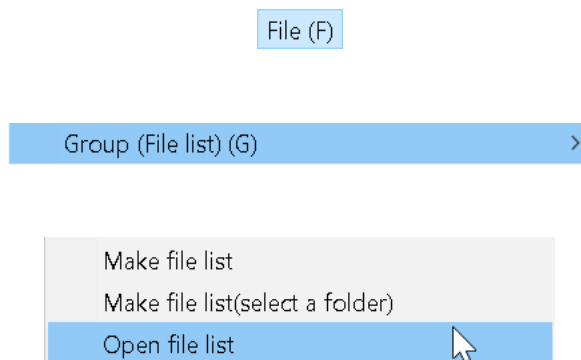 File (F)
Group (File list) (G)
Make file list
Make file list(select a folder)
Open file list